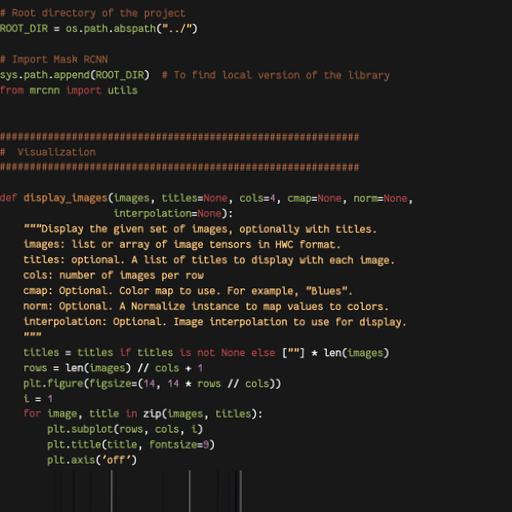 # Root directory of the project
ROOT_DIR = os.path.abspath("../")
# Import Mask RCNN
sys.path.append(ROOT_DIR)  # To find local version of the library
from mrcnn import utils
############################################################
#  Visualization
############################################################
def display_images(images, titles=None, cols=4, cmap=None, norm=None,
                   interpolation=None):
    """Display the given set of images, optionally with titles.
    images: list or array of image tensors in HWC format.
    titles: optional. A list of titles to display with each image.
    cols: number of images per row
    cmap: Optional. Color map to use. For example, "Blues".
    norm: Optional. A Normalize instance to map values to colors.
    interpolation: Optional. Image interpolation to use for display.
    """
    titles = titles if titles is not None else [""] * len(images)
    rows = len(images) // cols + 1
    plt.figure(figsize=(14, 14 * rows // cols))
    i = 1
    for image, title in zip(images, titles):
        plt.subplot(rows, cols, i)
        plt.title(title, fontsize=9)
        plt.axis('off')